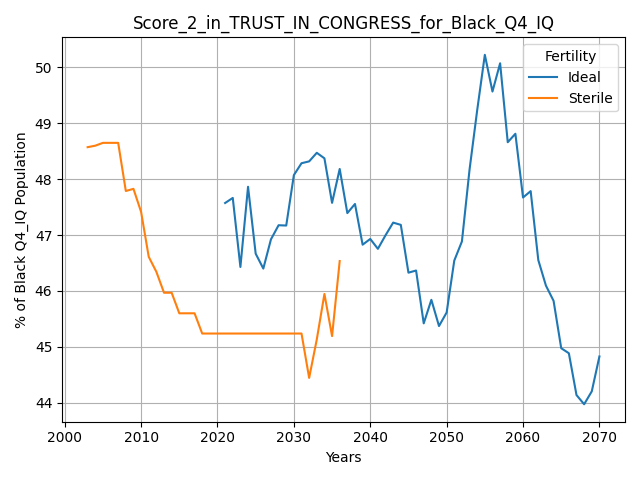 Score_2_in_TRUST_IN_CONGRESS_for_Black_Q4_IQ
Fertility
Ideal
Sterile
% of Black Q4_IQ Population
50
49
48
47
46
45
44
2000
2010
2020
2030
2040
2050
2060
2070
Years